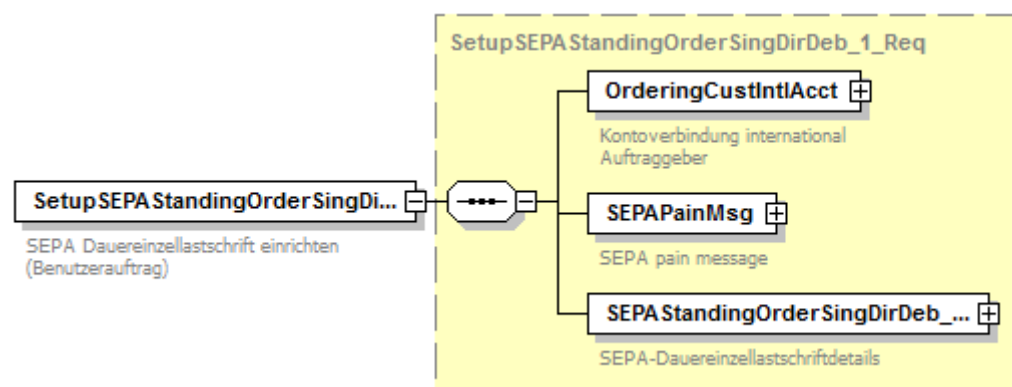 SetupSEPAStandingOrderSingDirDeb_1_Req
OrderingCustIntlAcct
Kontoverbindung international
Auftraggeber
SetupSEPAStandingOrderSingDi...
SEPA Dauereinzellastschrift einrichten
(Benutzerauftrag)
SEPAPainMsg
SEPA pain message
SEPAStandingOrderSingDirDeb_...
SEPA-Dauereinzellastschriftdetails